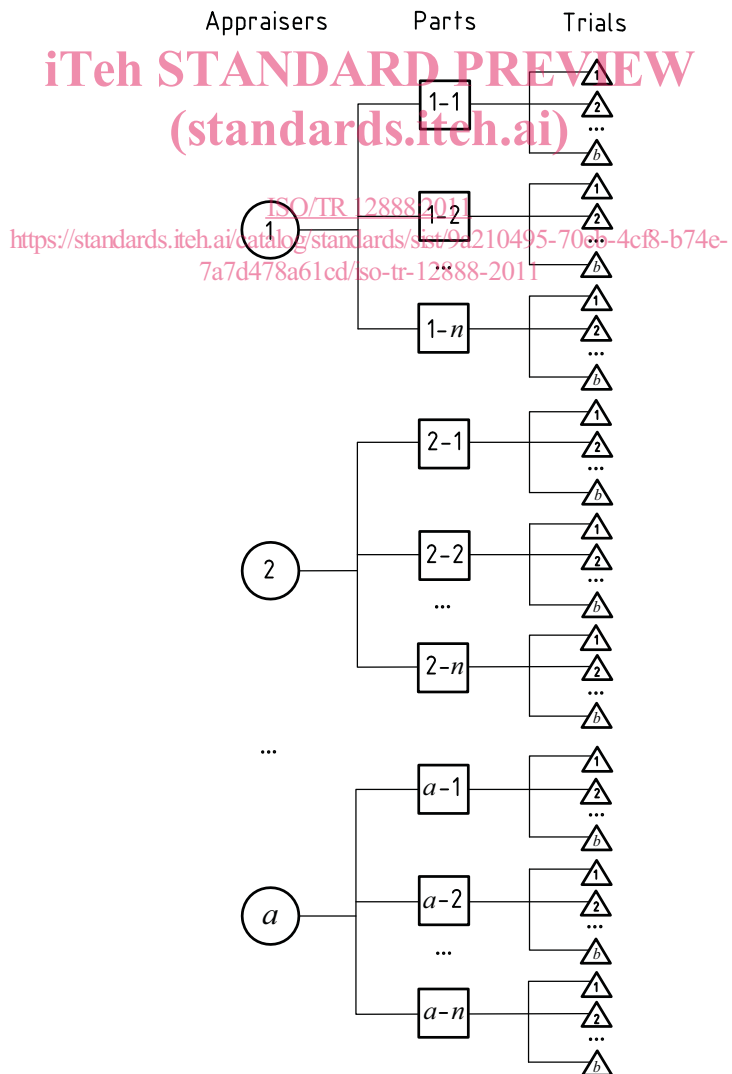 Appraisers Parts Trials
iTeh STANDARD PREVIEW
(standards.iteh.ai)
ISO/TR 12888:2011
https://standards.iteh.ai/catalog/standards/sist/9d210495-70eb-4cf8-b74e-
7a7d478a61cd/iso-tr-12888-2011
1
1-1
1
2
...
b
1-2
1
2
...
b
...
1-n
1
2
...
b
2
2-1
1
2
...
b
2-2
1
2
...
b
...
2-n
1
2
...
b
...
a
a-1
1
2
...
b
a-2
1
2
...
b
...
a-n
1
2
...
b